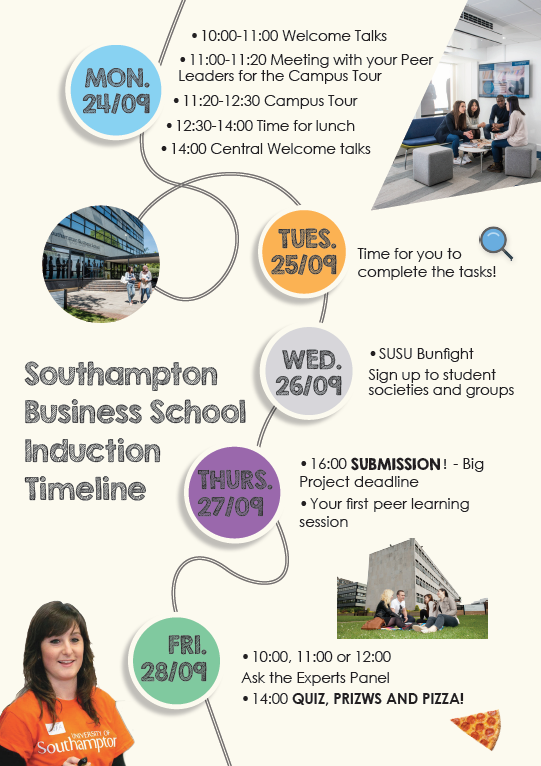 MON.
24/09
• 10:00-11:00 Welcome Talks
• 11:00-11:20 Meeting with your Peer
Leaders for the Campus Tour
• 11:20-12:30 Campus Tour
• 12:30-14:00 Time for lunch
• 14:00 Central Welcome talks
TUES.
25/09
Time for you to
complete the tasks!
WED.
26/09
• SUSU Bunfight
Sign up to student
societies and groups
Southampton
Business School
Induction
Timeline
THURS.
27/09
• 16:00 SUBMISSION! - Big
Project deadline
• Your first peer learning
session
FRI.
28/09
• 10:00, 11:00 or 12:00
Ask the Experts Panel
• 14:00 QUIZ, PRIZWS AND PIZZA!
UNIVERSITY OF
Southampton